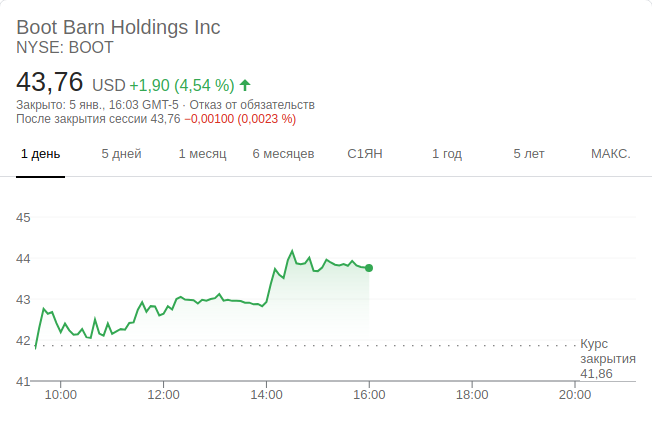 Boot Barn Holdings Inc
NYSE: BOOT
43,76 USD +1,90 (4,54 %)
Закрыто: 5 янв., 16:03 GMT-5 · Отказ от обязательств
После закрытия сессии 43,76 −0,00100 (0,0023 %)
1 день 5 дней 1 месяц 6 месяцев С1ЯН 1 год 5 лет МАКС.
45
44
43
42
Курс
закрытия
41,86
41
10:00 12:00 14:00 16:00 18:00 20:00